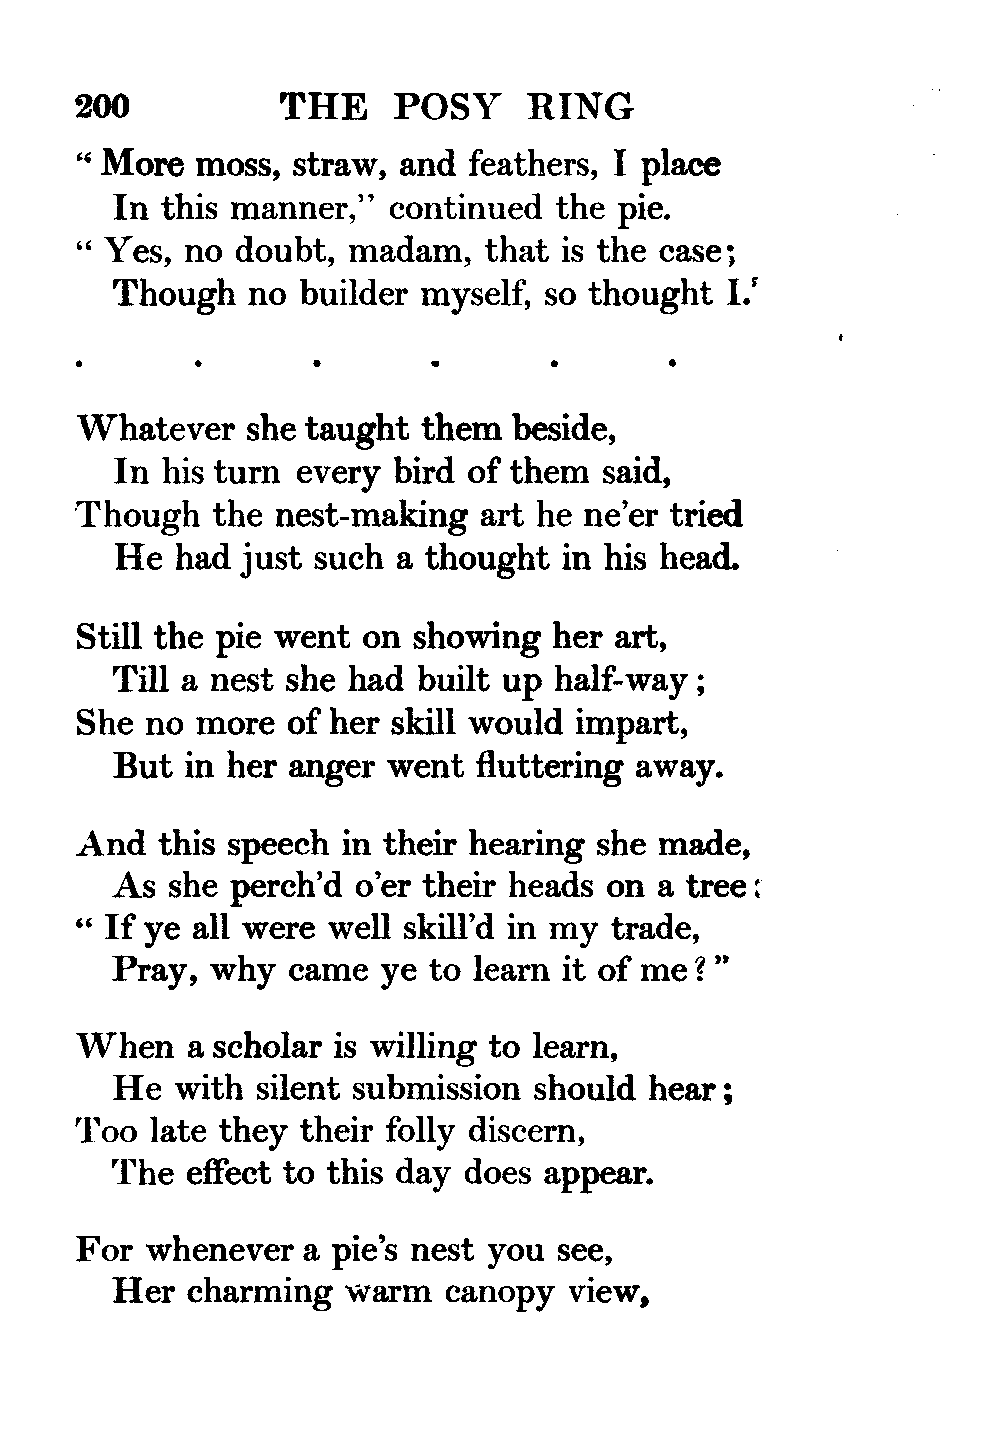 200 THE POSY RING
“ More moss, straw, and feathers, I place
In this manner,” continued the pie.
“ Yes, no doubt, madam, that is the case;
Though no builder myself, so thought I.'
. . . . . .
Whatever she taught them beside,
In his turn every bird of them said,
Though the nest-making art he ne’er tried
He had just such a thought in his head.
Still the pie went on showing her art,
Till a nest she had built up half-way ;
She no more of her skill would impart,
But in her anger went fluttering away.
And this speech in their hearing she made,
As she perch’d o’er their heads on a tree :
“ If ye all were well skill’d in my trade,
Pray, why came ye to learn it of me ? ”
When a scholar is willing to learn,
He with silent submission should hear ;
Too late they their folly discern,
The effect to this day does appear.
For whenever a pie’s nest you see,
Her charming warm canopy view,